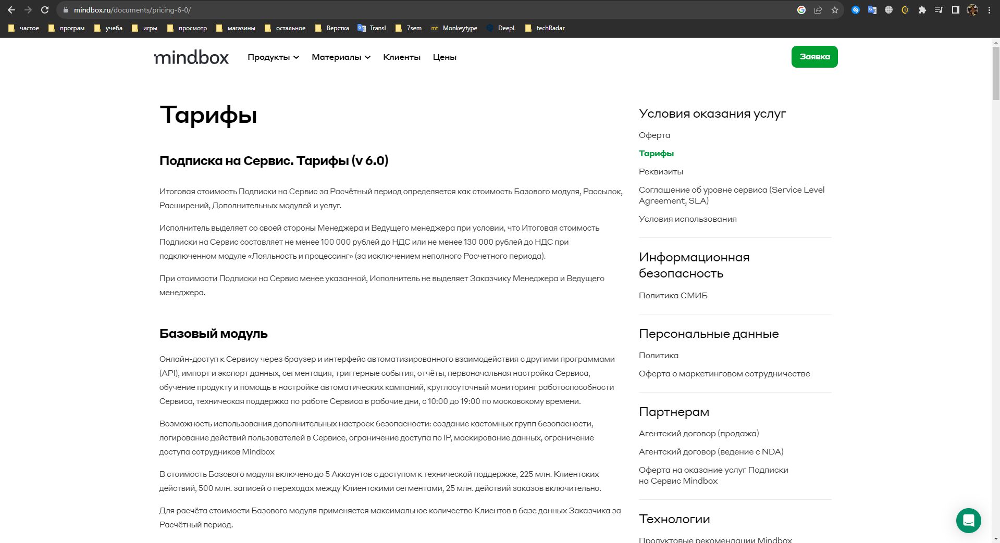 mindbox.ru/documents/pricing-6-0/
частое
програм
учеба
игры
просмотр
магазины
остальное
Верстка
Transl
7sem
mt Monkeytype
DeepL
techRadar
mindbox
Продукты
Материалы
Клиенты
Цены
Заявка
Тарифы
Подписка на Сервис. Тарифы (v 6.0)
Итоговая стоимость Подписки на Сервис за Расчётный период определяется как стоимость Базового модуля, Рассылок,
Расширений, Дополнительных модулей и услуг.
Исполнитель выделяет со своей стороны Менеджера и Ведущего менеджера при условии, что Итоговая стоимость
Подписки на Сервис составляет не менее 100 000 рублей до НДС или не менее 130 000 рублей до НДС при
подключенном модуле «Лояльность и процессинг» (за исключением неполного Расчетного периода).
При стоимости Подписки на Сервис менее указанной, Исполнитель не выделяет Заказчику Менеджера и Ведущего
менеджера.
Базовый модуль
Онлайн-доступ к Сервису через браузер и интерфейс автоматизированного взаимодействия с другими программами
(API), импорт и экспорт данных, сегментация, триггерные события, отчёты, первоначальная настройка Сервиса,
обучение продукту и помощь в настройке автоматических кампаний, круглосуточный мониторинг работоспособности
Сервиса, техническая поддержка по работе Сервиса в рабочие дни, с 10:00 до 19:00 по московскому времени.
Возможность использования дополнительных настроек безопасности: создание кастомных групп безопасности,
логирование действий пользователей в Сервисе, ограничение доступа по IP, маскирование данных, ограничение
доступа сотрудников Mindbox
В стоимость Базового модуля включено до 5 Аккаунтов с доступом к технической поддержке, 225 млн. Клиентских
действий, 500 млн. записей о переходах между Клиентскими сегментами, 25 млн. действий заказов включительно.
Для расчёта стоимости Базового модуля применяется максимальное количество Клиентов в базе данных Заказчика за
Расчётный период.
Условия оказания услуг
Оферта
Тарифы
Реквизиты
Соглашение об уровне сервиса (Service Level
Agreement, SLA)
Условия использования
Информационная
безопасность
Политика СМИБ
Персональные данные
Политика
Оферта о маркетинговом сотрудничестве
Партнерам
Агентский договор (продажа)
Агентский договор (ведение с NDA)
Оферта на оказание услуг Подписки
на Сервис Mindbox
Технологии
Продуктовые рекомендации Mindbox